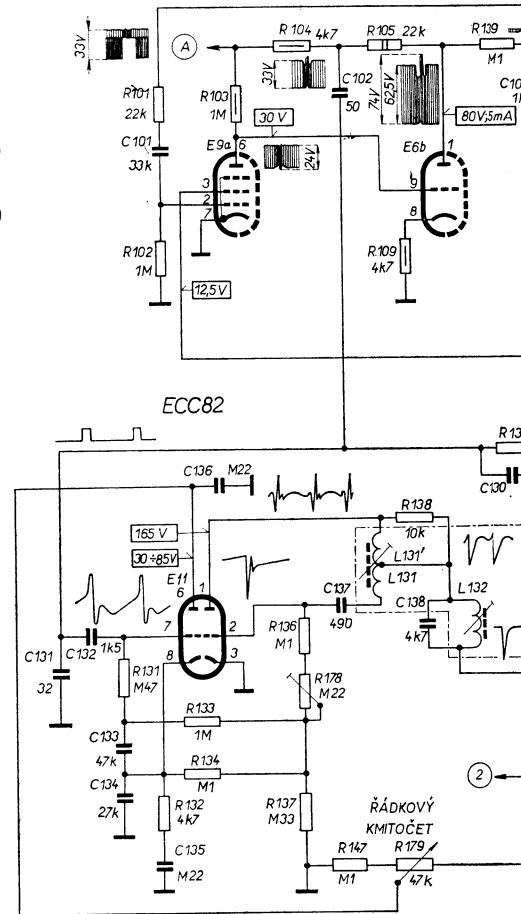 33V
A
R104 4k7
R105 22k
R139
M1
33V
C102
50
74V
62,5V
R101
22k
R103
1M
80V;5mA
30 V
C101
33k
E9a 6
24V
E6b 1
3
2
7
9
8
R102
1M
R109
4k7
12,5V
ECC82
C136 M22
C130
165 V
30÷85V
R138
10k
L131'
L131
E11
6 1
C137
490
C138
4k7
L132
7 2
8 3
C132 1k5
R136
M1
C131
32
R131
M47
R178
M22
C133
47k
R133
1M
C134
27k
R134
M1
2
R132
4k7
R137
M33
ŘÁDKOVÝ
KMITOČET
C135
M22
R147
M1
R179
47k